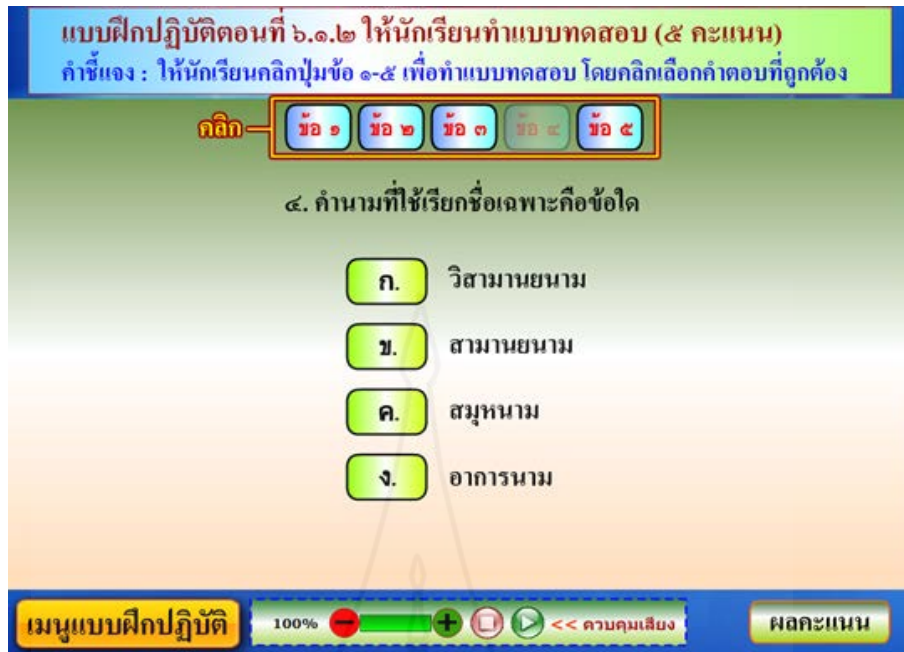 แบบฝึกปฏิบัติตอนที่ ๖.๑.๒ ให้นักเรียนทำแบบทดสอบ (๕ คะแนน)
คำชี้แจง : ให้นักเรียนคลิกปุ่มข้อ ๑-๕ เพื่อทำแบบทดสอบ โดยคลิกเลือกคำตอบที่ถูกต้อง
คลิก ข้อ ๑ ข้อ ๒ ข้อ ๓ ข้อ ๔ ข้อ ๕
๔. คำนามที่ใช้เรียกชื่อเฉพาะคือข้อใด
ก. วิสามานยนาม
ข. สามานยนาม
ค. สมุหนาม
ง. อาการนาม
เมนูแบบฝึกปฏิบัติ 100% << ควบคุมเสียง ผลคะแนน